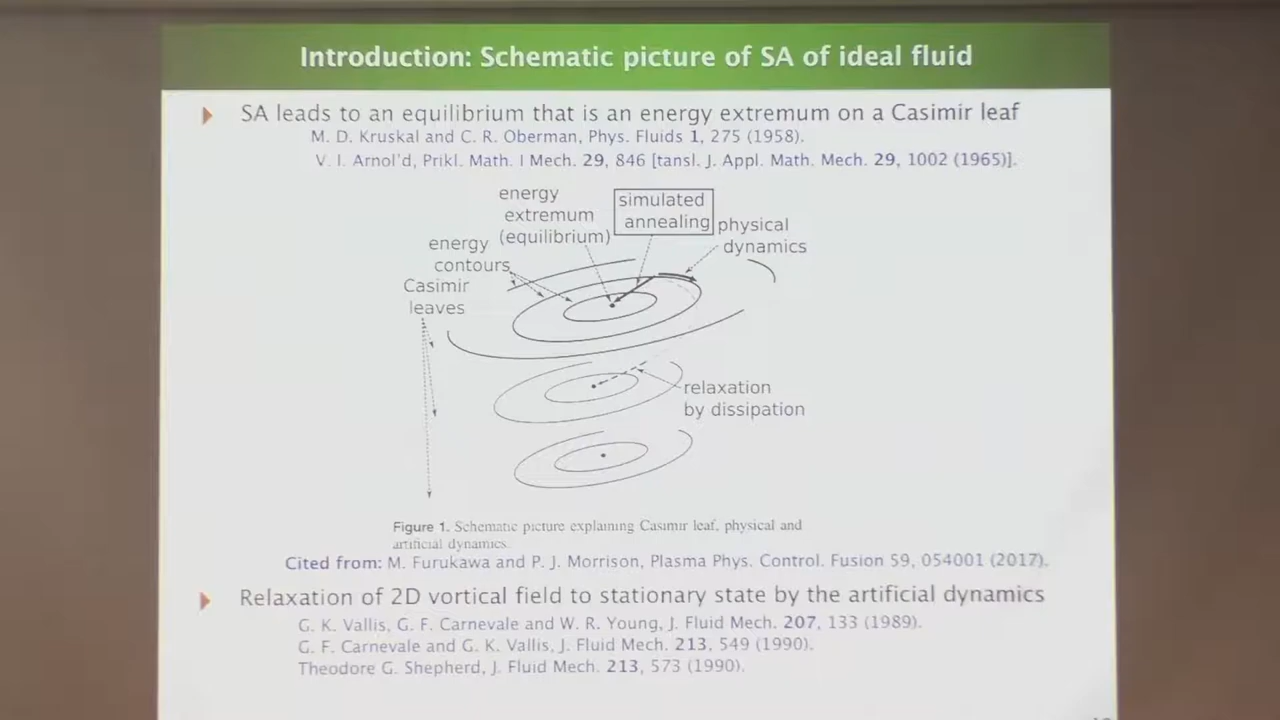 Introduction: Schematic picture of SA of ideal fluid
SA leads to an equilibrium that is an energy extremum on a Casimir leaf
M. D. Kruskal and C. R. Oberman, Phys. Fluids 1, 275 (1958).
V. I. Arnol'd, Prikl. Math. I Mech. 29, 846 [tansl. J. Appl. Math. Mech. 29, 1002 (1965)].
energy
extremum
(equilibrium)
simulated
annealing
physical
dynamics
energy
contours
Casimir
leaves
relaxation
by dissipation
Figure 1. Schematic picture explaining Casimir leaf, physical and
artificial dynamics.
Cited from: M. Furukawa and P. J. Morrison, Plasma Phys. Control. Fusion 59, 054001 (2017).
Relaxation of 2D vortical field to stationary state by the artificial dynamics
G. K. Vallis, G. F. Carnevale and W. R. Young, J. Fluid Mech. 207, 133 (1989).
G. F. Carnevale and G. K. Vallis, J. Fluid Mech. 213, 549 (1990).
Theodore G. Shepherd, J. Fluid Mech. 213, 573 (1990).